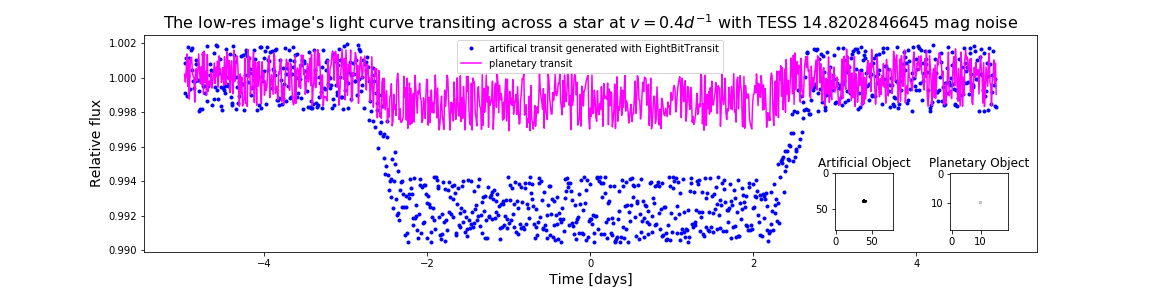 The low-res image's light curve transiting across a star at v = 0.4d⁻¹ with TESS 14.8202846645 mag noise
artifical transit generated with EightBitTransit
planetary transit
Relative flux
1.002
1.000
0.998
0.996
0.994
0.992
0.990
Artificial Object
0
50
0 50
Planetary Object
0
10
0 10
−4 −2 0 2 4
Time [days]